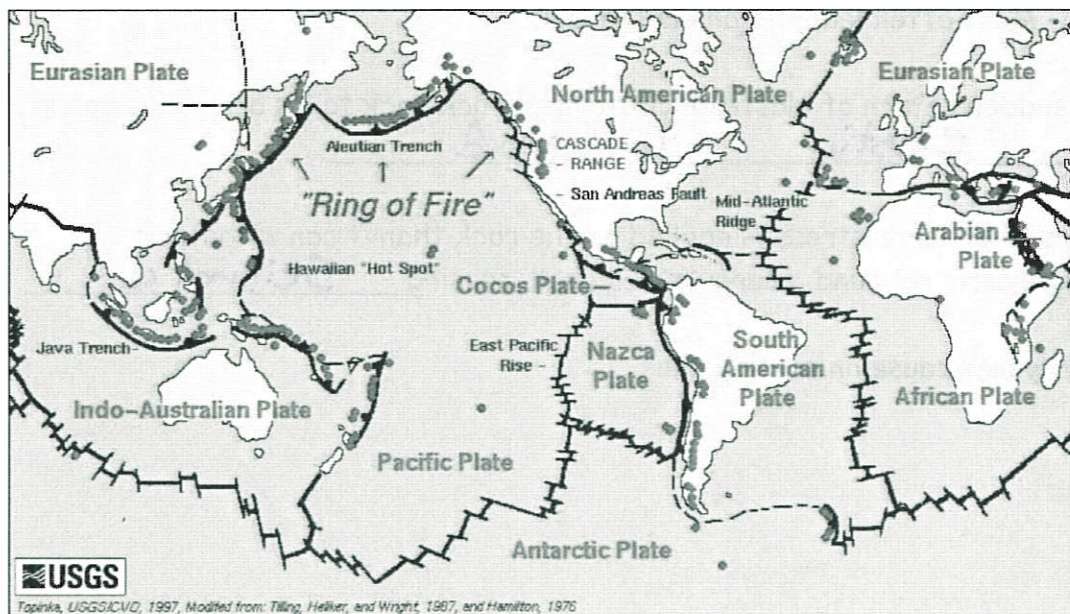 Eurasian Plate
North American Plate
Eurasian Plate
Aleutian Trench
CASCADE
RANGE
"Ring of Fire"
San Andreas Fault
Mid-Atlantic
Ridge
Arabian
Plate
Hawaiian "Hot Spot"
Cocos Plate
Java Trench
East Pacific
Rise
Nazca
Plate
South
American
Plate
Indo-Australian Plate
African Plate
Pacific Plate
Antarctic Plate
USGS
Topinka, USGS/CVO, 1997, Modified from: Tilling, Heliker, and Wright, 1987, and Hamilton, 1976